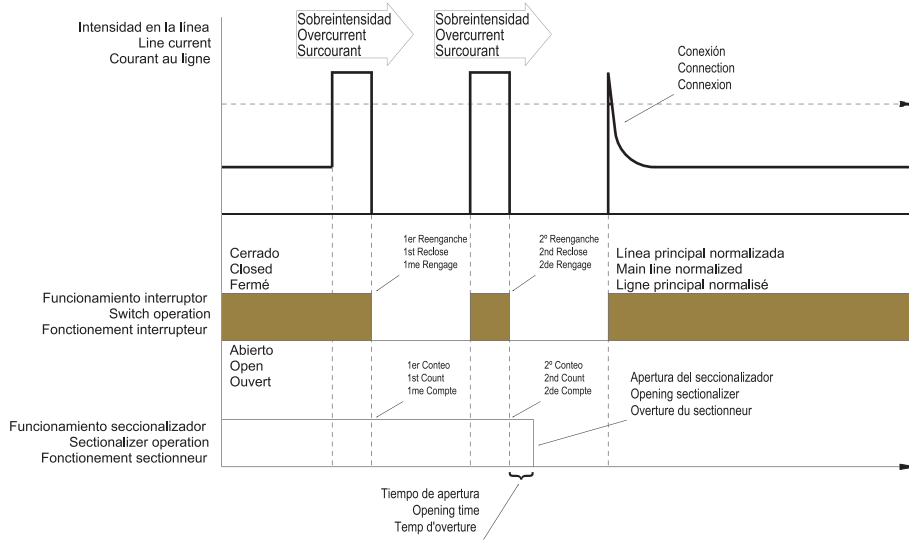 Intensidad en la línea
Line current
Courant au ligne
Sobreintensidad
Overcurrent
Surcourant
Sobreintensidad
Overcurrent
Surcourant
Conexión
Connection
Connexion
Cerrado
Closed
Fermé
1er Reenganche
1st Reclose
1me Rengage
2º Reenganche
2nd Reclose
2de Rengage
Línea principal normalizada
Main line normalized
Ligne principal normalisé
Funcionamiento interruptor
Switch operation
Fonctionement interrupteur
Abierto
Open
Ouvert
1er Conteo
1st Count
1me Compte
2º Conteo
2nd Count
2de Compte
Apertura del seccionalizador
Opening sectionalizer
Overture du sectionneur
Funcionamiento seccionalizador
Sectionalizer operation
Fonctionement sectionneur
Tiempo de apertura
Opening time
Temp d'overture